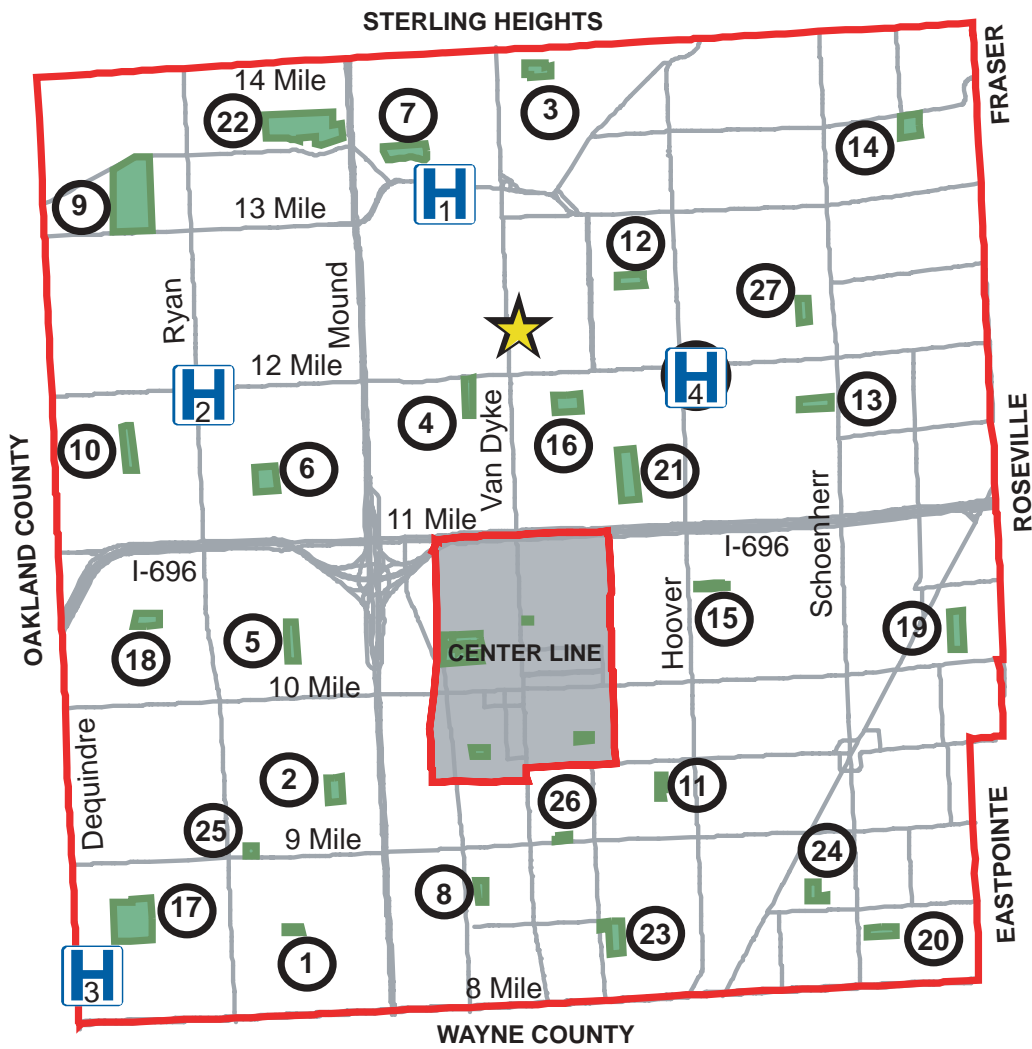 STERLING HEIGHTS
FRASER
14 Mile
3
22
7
14
H
1
9
13 Mile
12
27
Ryan
Mound
12 Mile
H
2
H
4
13
4
Van Dyke
16
10
6
21
OAKLAND COUNTY
ROSEVILLE
11 Mile
I-696
I-696
Schoenherr
Hoover
15
19
18
5
CENTER LINE
10 Mile
Dequindre
2
11
26
25
9 Mile
24
8
17
EASTPOINTE
23
20
1
H
3
8 Mile
WAYNE COUNTY